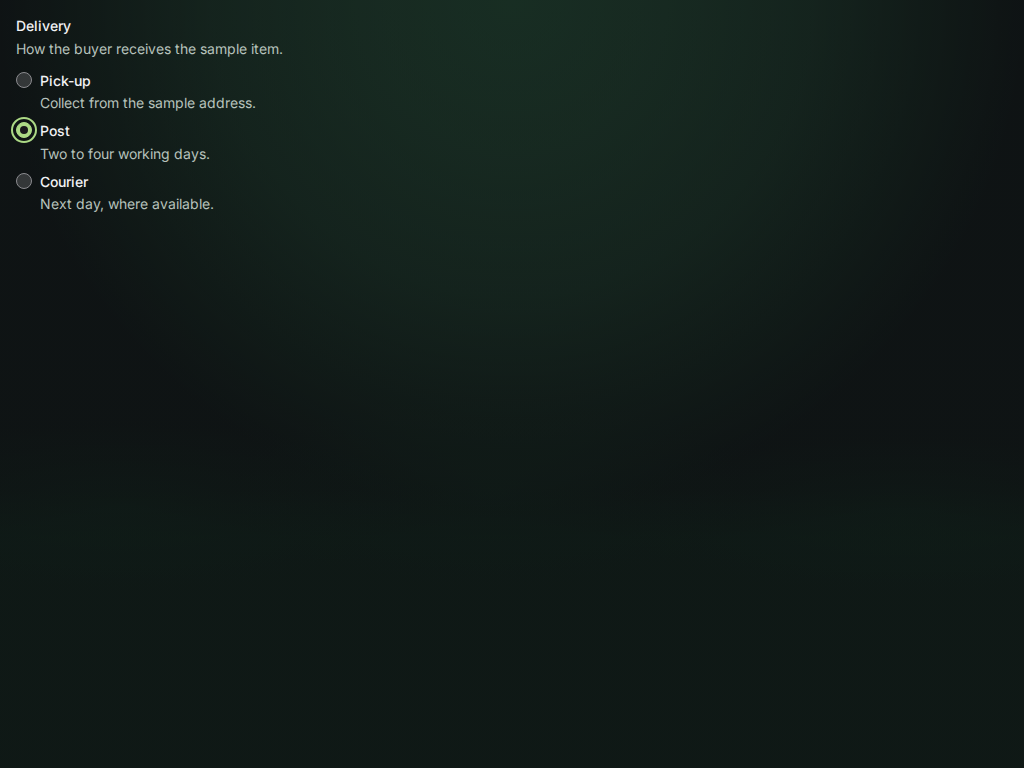 Delivery
How the buyer receives the sample item.
Pick-up
Collect from the sample address.
Post
Two to four working days.
Courier
Next day, where available.